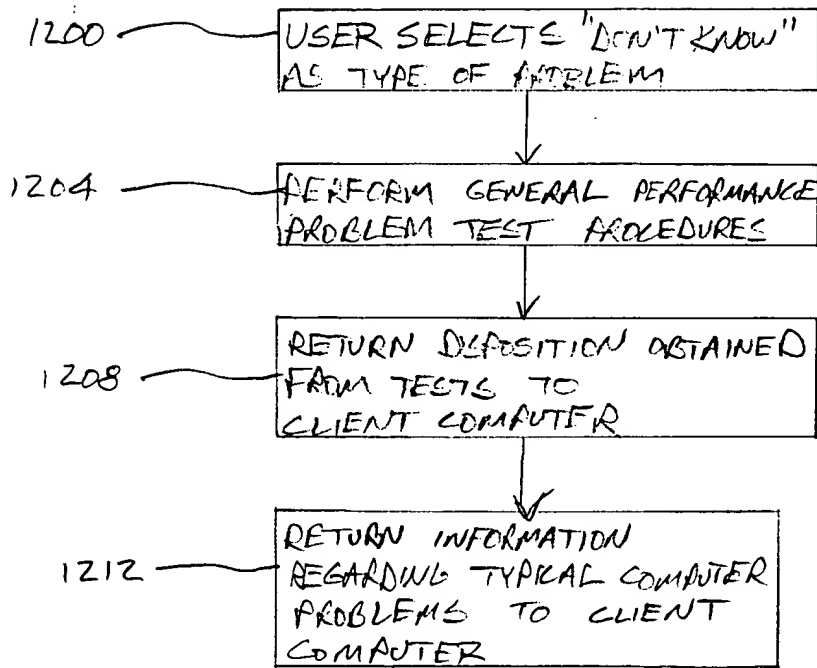 1200
USER SELECTS "DON'T KNOW"
AS TYPE OF PROBLEM
1204
PERFORM GENERAL PERFORMANCE
PROBLEM TEST PROCEDURES
1208
RETURN DISPOSITION OBTAINED
FROM TESTS TO
CLIENT COMPUTER
1212
RETURN INFORMATION
REGARDING TYPICAL COMPUTER
PROBLEMS TO CLIENT
COMPUTER